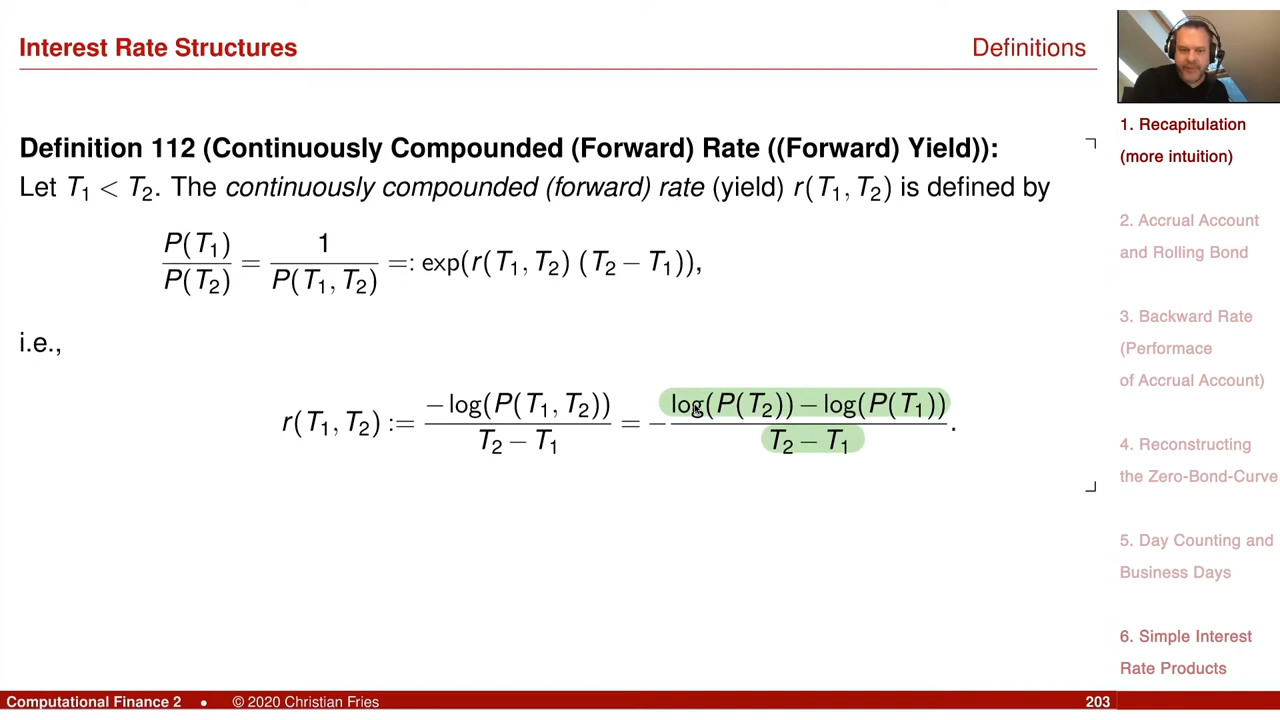 Interest Rate Structures
Definitions
Definition 112 (Continuously Compounded (Forward) Rate ((Forward) Yield)):
Let T₁ < T₂. The continuously compounded (forward) rate (yield) r(T₁, T₂) is defined by
P(T₁)/P(T₂) = 1/P(T₁, T₂) =: exp(r(T₁, T₂) (T₂ − T₁)),
i.e.,
r(T₁, T₂) := −log(P(T₁, T₂))/(T₂ − T₁) = − (log(P(T₂)) − log(P(T₁)))/(T₂ − T₁).
1. Recapitulation
(more intuition)
2. Accrual Account
and Rolling Bond
3. Backward Rate
(Performace
of Accrual Account)
4. Reconstructing
the Zero-Bond-Curve
5. Day Counting and
Business Days
6. Simple Interest
Rate Products
Computational Finance 2 • © 2020 Christian Fries 203